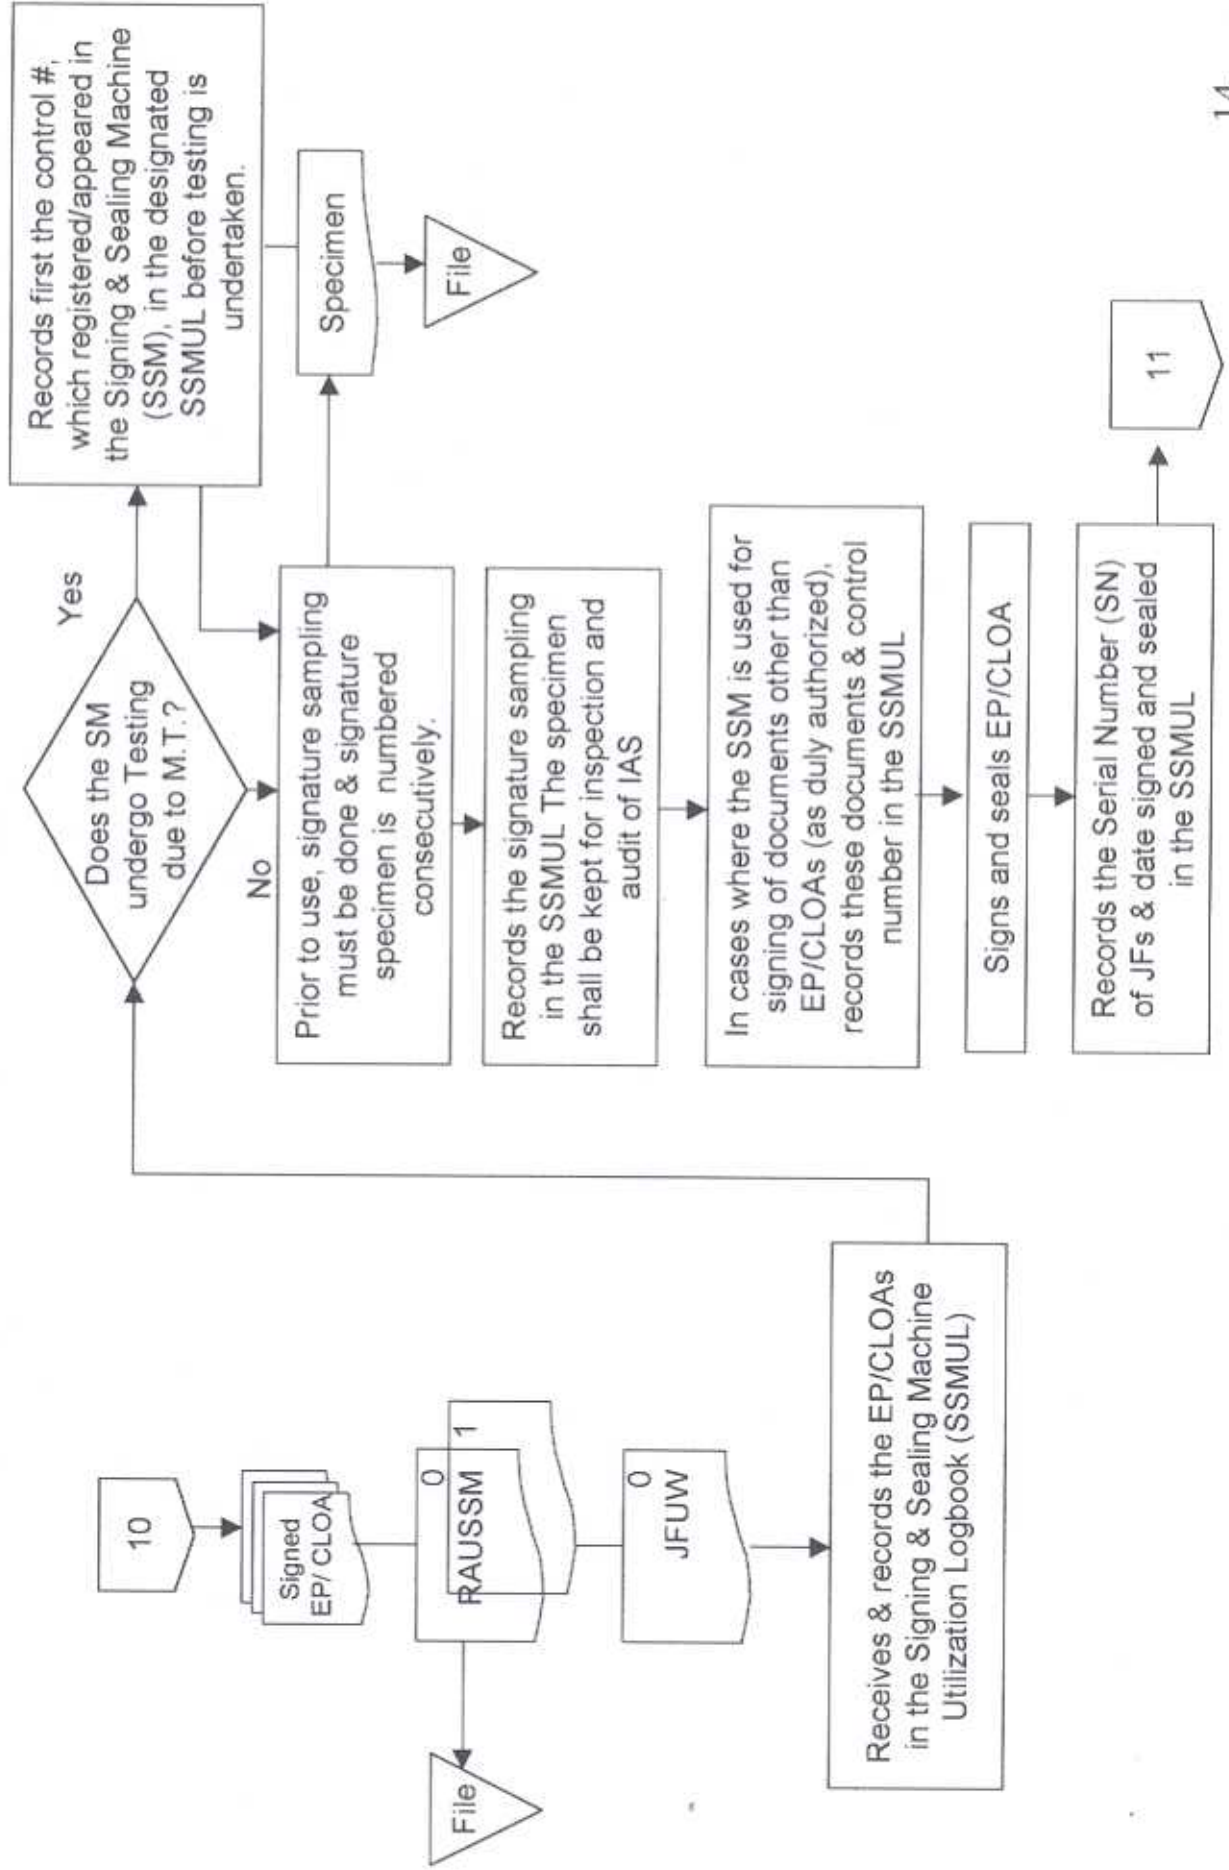 10
Signed
EP/ CLOA
0
1
RAUSSM
File
0
JFUW
Receives & records the EP/CLOAs
in the Signing & Sealing Machine
Utilization Logbook (SSMUL)
Does the SM
undergo Testing
due to M.T.?
Yes
No
Records first the control #,
which registered/appeared in
the Signing & Sealing Machine
(SSM), in the designated
SSMUL before testing is
undertaken.
Prior to use, signature sampling
must be done & signature
specimen is numbered
consecutively.
Specimen
File
Records the signature sampling
in the SSMUL The specimen
shall be kept for inspection and
audit of IAS
In cases where the SSM is used for
signing of documents other than
EP/CLOAs (as duly authorized),
records these documents & control
number in the SSMUL
Signs and seals EP/CLOA
Records the Serial Number (SN)
of JFs & date signed and sealed
in the SSMUL
11
14